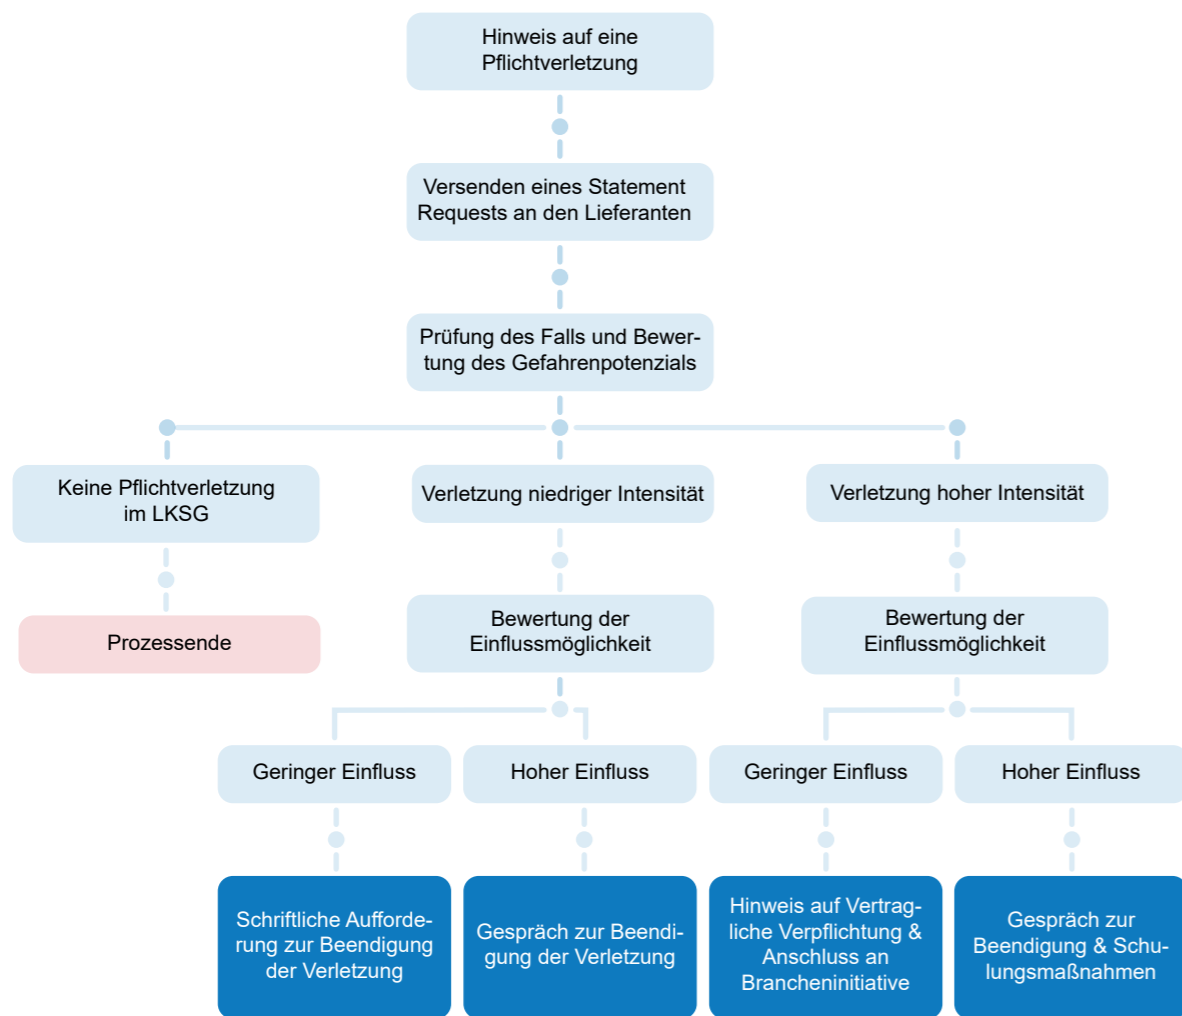 Hinweis auf eine
Pflichtverletzung
Versenden eines Statement
Requests an den Lieferanten
Prüfung des Falls und Bewer-
tung des Gefahrenpotenzials
Keine Pflichtverletzung
im LKSG
Verletzung niedriger Intensität
Verletzung hoher Intensität
Prozessende
Bewertung der
Einflussmöglichkeit
Bewertung der
Einflussmöglichkeit
Geringer Einfluss
Hoher Einfluss
Geringer Einfluss
Hoher Einfluss
Schriftliche Aufforde-
rung zur Beendigung
der Verletzung
Gespräch zur Beendi-
gung der Verletzung
Hinweis auf Vertrag-
liche Verpflichtung &
Anschluss an
Brancheninitiative
Gespräch zur
Beendigung & Schu-
lungsmaßnahmen